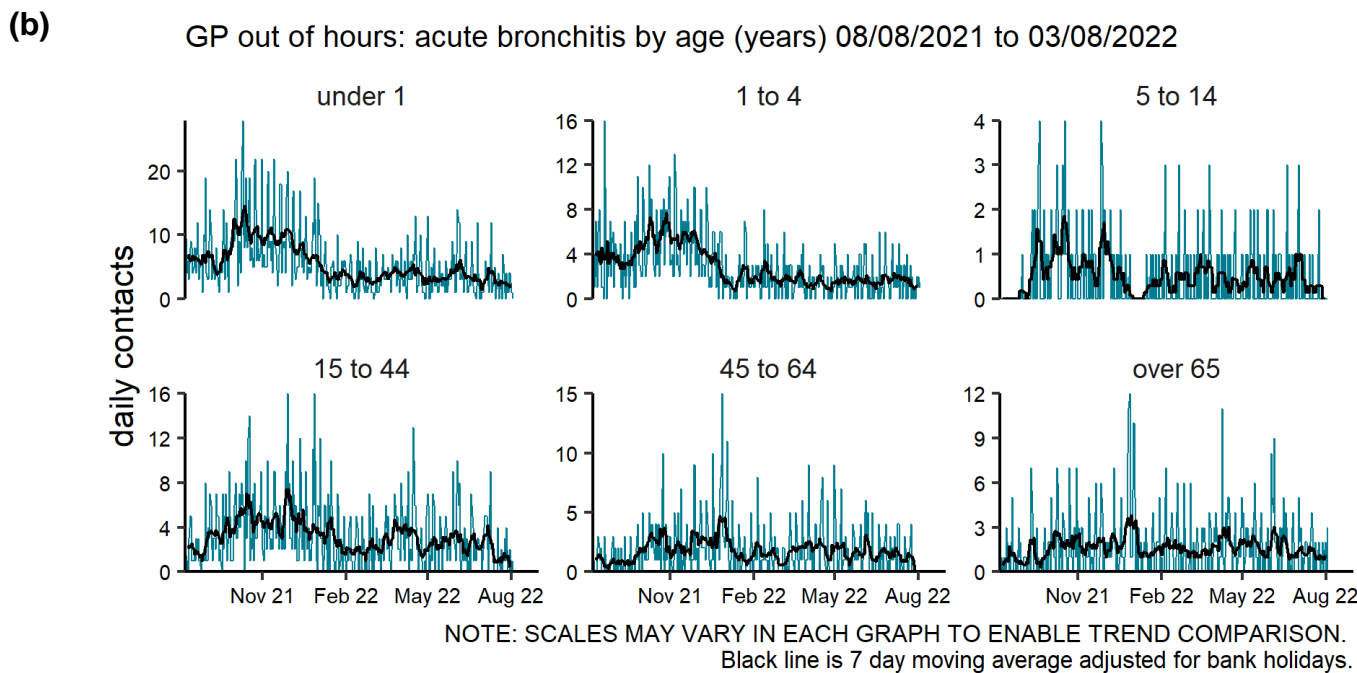 (b)
GP out of hours: acute bronchitis by age (years) 08/08/2021 to 03/08/2022
daily contacts
under 1
20
10
0
1 to 4
16
12
8
4
0
5 to 14
4
3
2
1
0
15 to 44
16
12
8
4
0
Nov 21 Feb 22 May 22 Aug 22
45 to 64
15
10
5
0
Nov 21 Feb 22 May 22 Aug 22
over 65
12
9
6
3
0
Nov 21 Feb 22 May 22 Aug 22
NOTE: SCALES MAY VARY IN EACH GRAPH TO ENABLE TREND COMPARISON.
Black line is 7 day moving average adjusted for bank holidays.